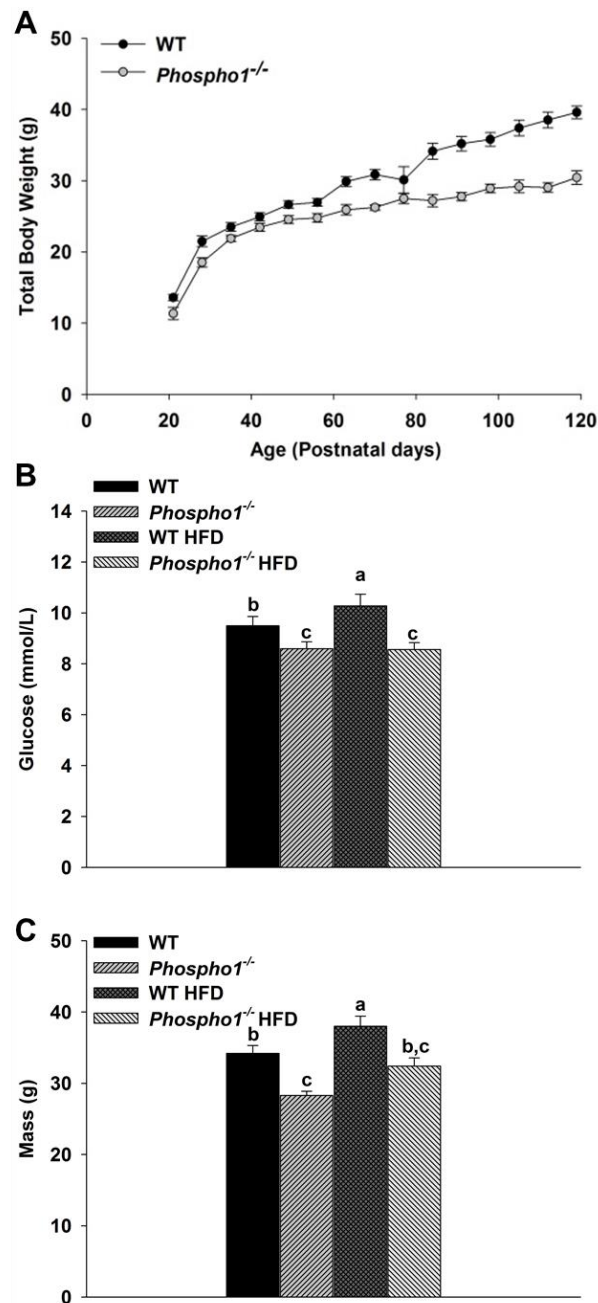 A
50
WT
Phospho1-/-
40
30
20
10
0
Total Body Weight (g)
0 20 40 60 80 100 120
Age (Postnatal days)
B
WT
Phospho1-/-
WT HFD
Phospho1-/- HFD
14
12
10
8
6
4
2
0
Glucose (mmol/L)
b c a c
C
WT
Phospho1-/-
WT HFD
Phospho1-/- HFD
50
40
30
20
10
0
Mass (g)
b c a b,c